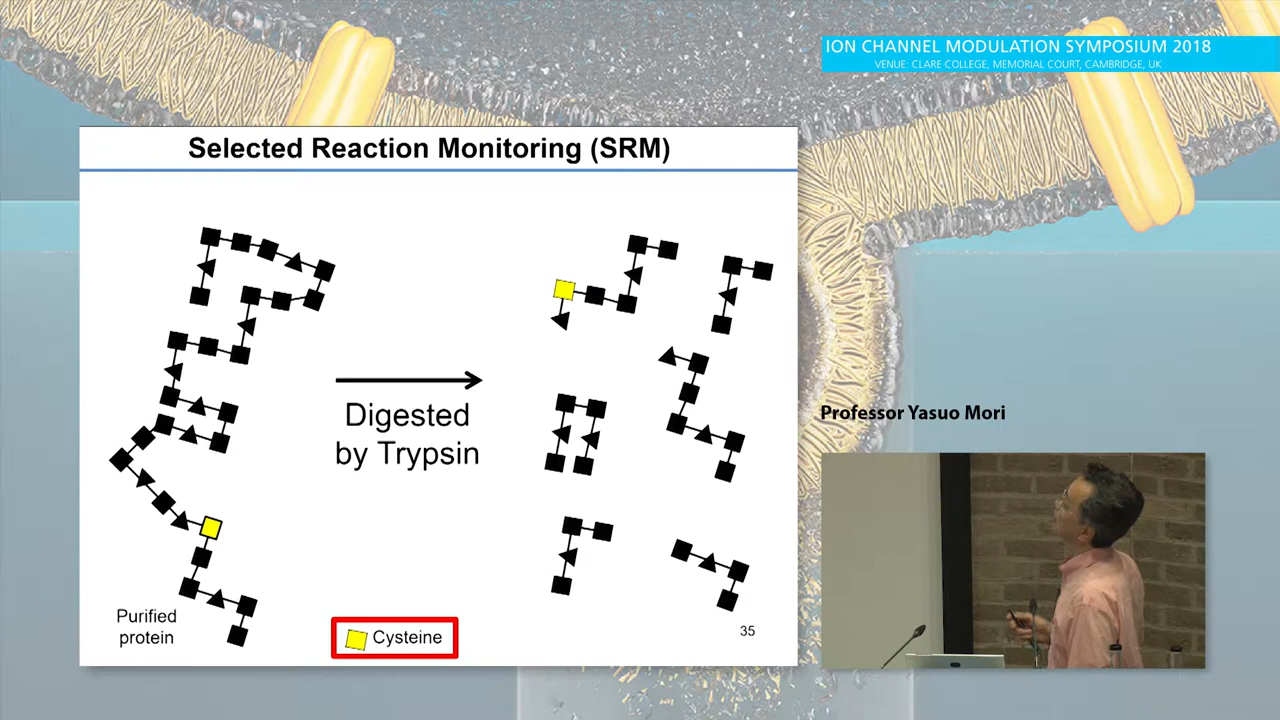 ION CHANNEL MODULATION SYMPOSIUM 2018
VENUE: CLARE COLLEGE, MEMORIAL COURT, CAMBRIDGE, UK
Selected Reaction Monitoring (SRM)
Digested
by Trypsin
Purified
protein
Cysteine
35
Professor Yasuo Mori